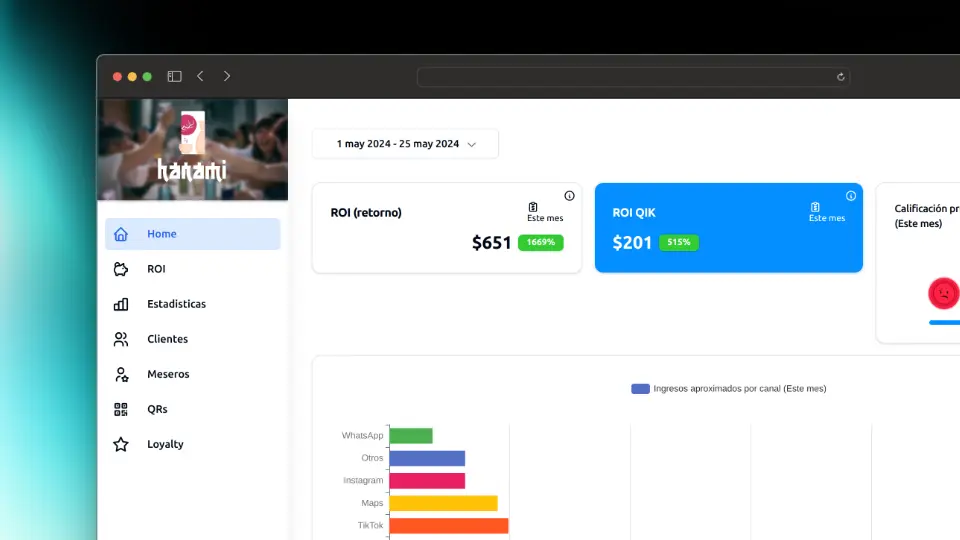 hanami
1 may 2024 - 25 may 2024
Home
ROI
Estadisticas
Clientes
Meseros
QRs
Loyalty
ROI (retorno)
Este mes
$651 1669%
ROI QIK
Este mes
$201 515%
Calificación pr
(Este mes)
Ingresos aproximados por canal (Este mes)
WhatsApp
Otros
Instagram
Maps
TikTok